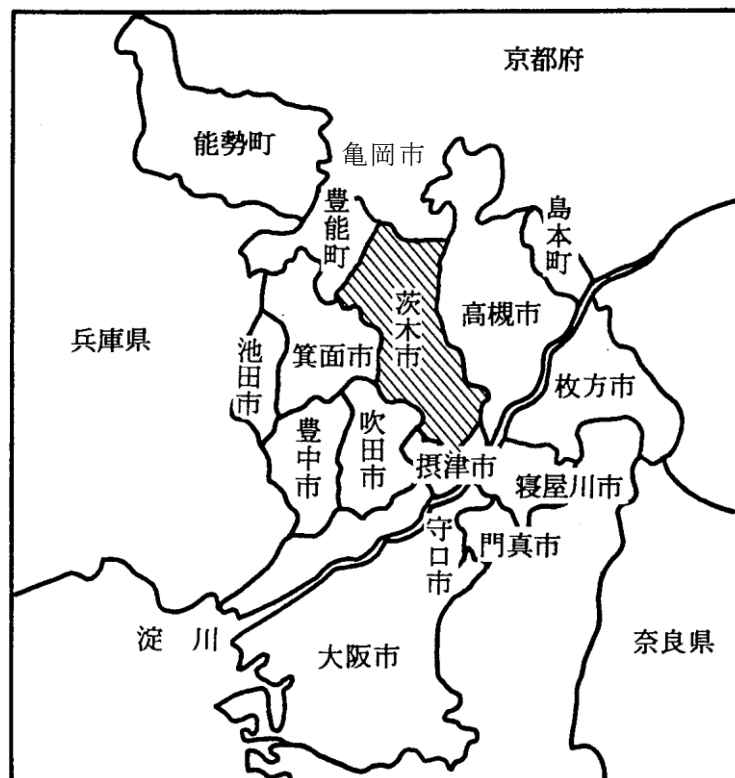 京都府
能勢町
亀岡市
豊能町
島本町
茨木市
高槻市
兵庫県
池田市
箕面市
枚方市
豊中市
吹田市
摂津市
寝屋川市
守口市
門真市
淀川
大阪市
奈良県